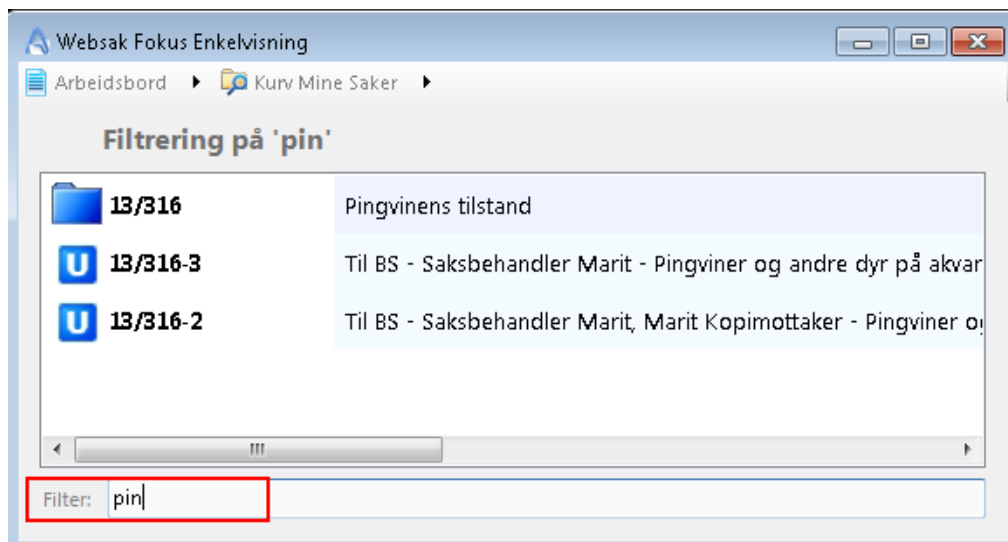 Websak Fokus Enkelvisning
Arbeidsbord Kurv Mine Saker
Filtrering på 'pin'
13/316 Pingvinens tilstand
U 13/316-3 Til BS - Saksbehandler Marit - Pingviner og andre dyr på akvar
U 13/316-2 Til BS - Saksbehandler Marit, Marit Kopimottaker - Pingviner og
Filter: pin